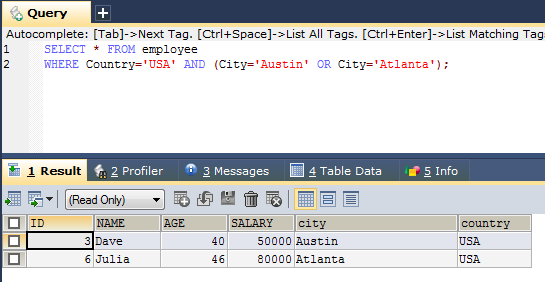 Query
Autocomplete: [Tab]->Next Tag. [Ctrl+Space]->List All Tags. [Ctrl+Enter]->List Matching Tag
1 SELECT * FROM employee
2 WHERE Country='USA' AND (City='Austin' OR City='Atlanta');
1 Result 2 Profiler 3 Messages 4 Table Data 5 Info
(Read Only)
ID NAME AGE SALARY city country
3 Dave 40 50000 Austin USA
6 Julia 46 80000 Atlanta USA